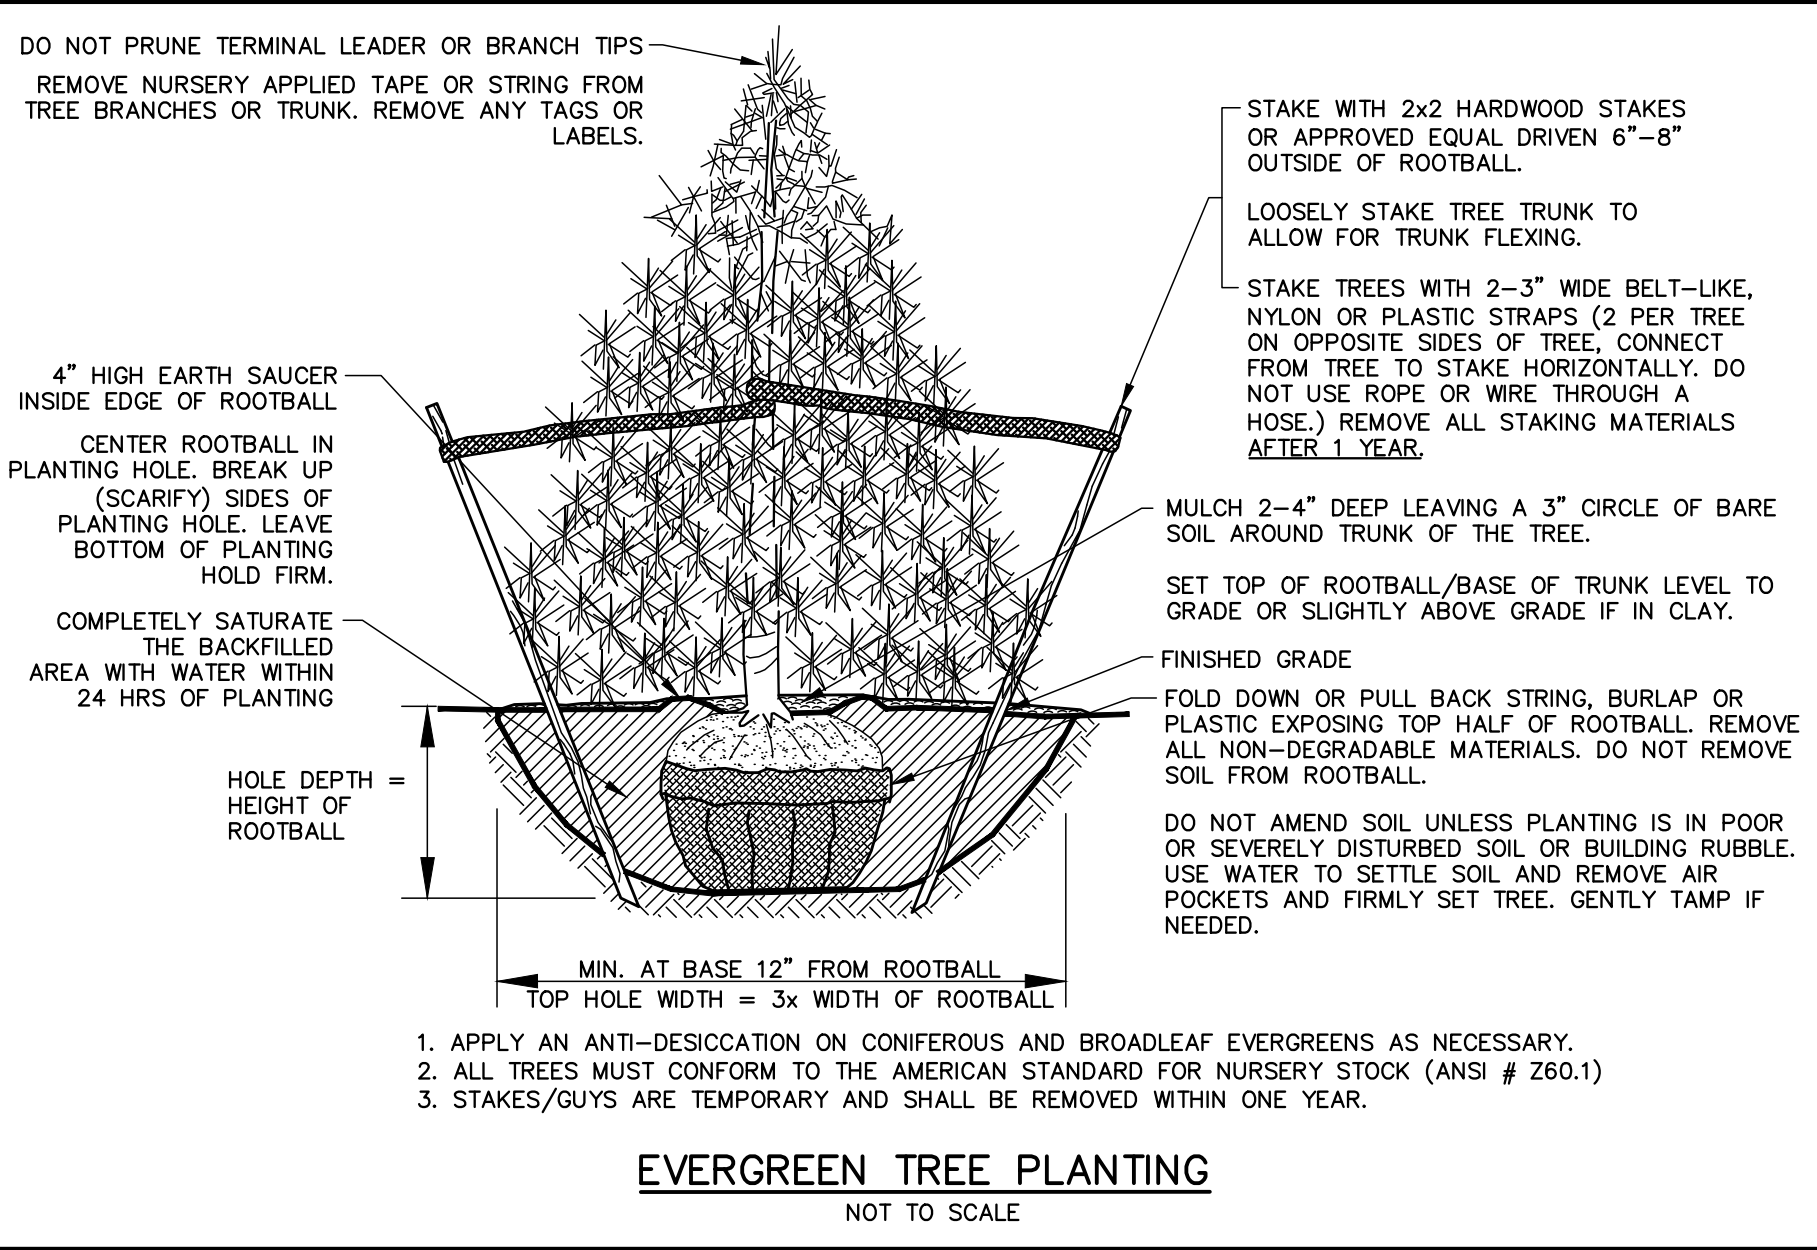 DO NOT PRUNE TERMINAL LEADER OR BRANCH TIPS
REMOVE NURSERY APPLIED TAPE OR STRING FROM
TREE BRANCHES OR TRUNK. REMOVE ANY TAGS OR
LABELS.
4" HIGH EARTH SAUCER
INSIDE EDGE OF ROOTBALL
CENTER ROOTBALL IN
PLANTING HOLE. BREAK UP
(SCARIFY) SIDES OF
PLANTING HOLE. LEAVE
BOTTOM OF PLANTING
HOLD FIRM.
COMPLETELY SATURATE
THE BACKFILLED
AREA WITH WATER WITHIN
24 HRS OF PLANTING
HOLE DEPTH =
HEIGHT OF
ROOTBALL
STAKE WITH 2x2 HARDWOOD STAKES
OR APPROVED EQUAL DRIVEN 6"-8"
OUTSIDE OF ROOTBALL.
LOOSELY STAKE TREE TRUNK TO
ALLOW FOR TRUNK FLEXING.
STAKE TREES WITH 2-3" WIDE BELT-LIKE,
NYLON OR PLASTIC STRAPS (2 PER TREE
ON OPPOSITE SIDES OF TREE, CONNECT
FROM TREE TO STAKE HORIZONTALLY. DO
NOT USE ROPE OR WIRE THROUGH A
HOSE.) REMOVE ALL STAKING MATERIALS
AFTER 1 YEAR.
MULCH 2-4" DEEP LEAVING A 3" CIRCLE OF BARE
SOIL AROUND TRUNK OF THE TREE.
SET TOP OF ROOTBALL/BASE OF TRUNK LEVEL TO
GRADE OR SLIGHTLY ABOVE GRADE IF IN CLAY.
FINISHED GRADE
FOLD DOWN OR PULL BACK STRING, BURLAP OR
PLASTIC EXPOSING TOP HALF OF ROOTBALL. REMOVE
ALL NON-DEGRADABLE MATERIALS. DO NOT REMOVE
SOIL FROM ROOTBALL.
DO NOT AMEND SOIL UNLESS PLANTING IS IN POOR
OR SEVERELY DISTURBED SOIL OR BUILDING RUBBLE.
USE WATER TO SETTLE SOIL AND REMOVE AIR
POCKETS AND FIRMLY SET TREE. GENTLY TAMP IF
NEEDED.
MIN. AT BASE 12" FROM ROOTBALL
TOP HOLE WIDTH = 3x WIDTH OF ROOTBALL
1. APPLY AN ANTI-DESICCATION ON CONIFEROUS AND BROADLEAF EVERGREENS AS NECESSARY.
2. ALL TREES MUST CONFORM TO THE AMERICAN STANDARD FOR NURSERY STOCK (ANSI # Z60.1)
3. STAKES/GUYS ARE TEMPORARY AND SHALL BE REMOVED WITHIN ONE YEAR.
EVERGREEN TREE PLANTING
NOT TO SCALE